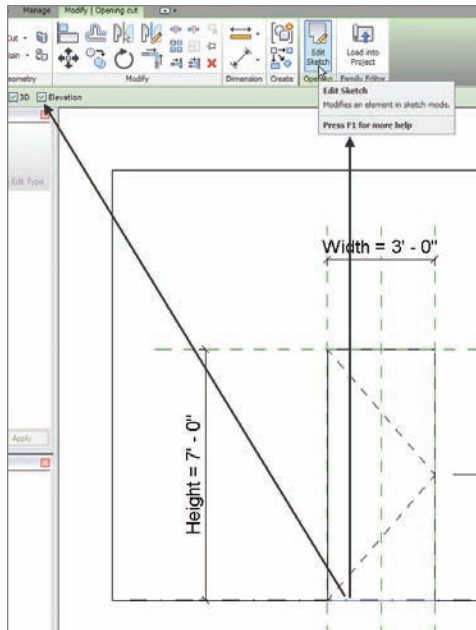 Manage
Modify | Opening cut
Edit
Sketch
Load into
Project
Modify
Dimension
Create
Opening
Family Editor
3D
Elevation
Edit Sketch
Modifies an element in sketch mode.
Press F1 for more help
Edit Type
Width = 3' - 0"
Height = 7' - 0"
Apply